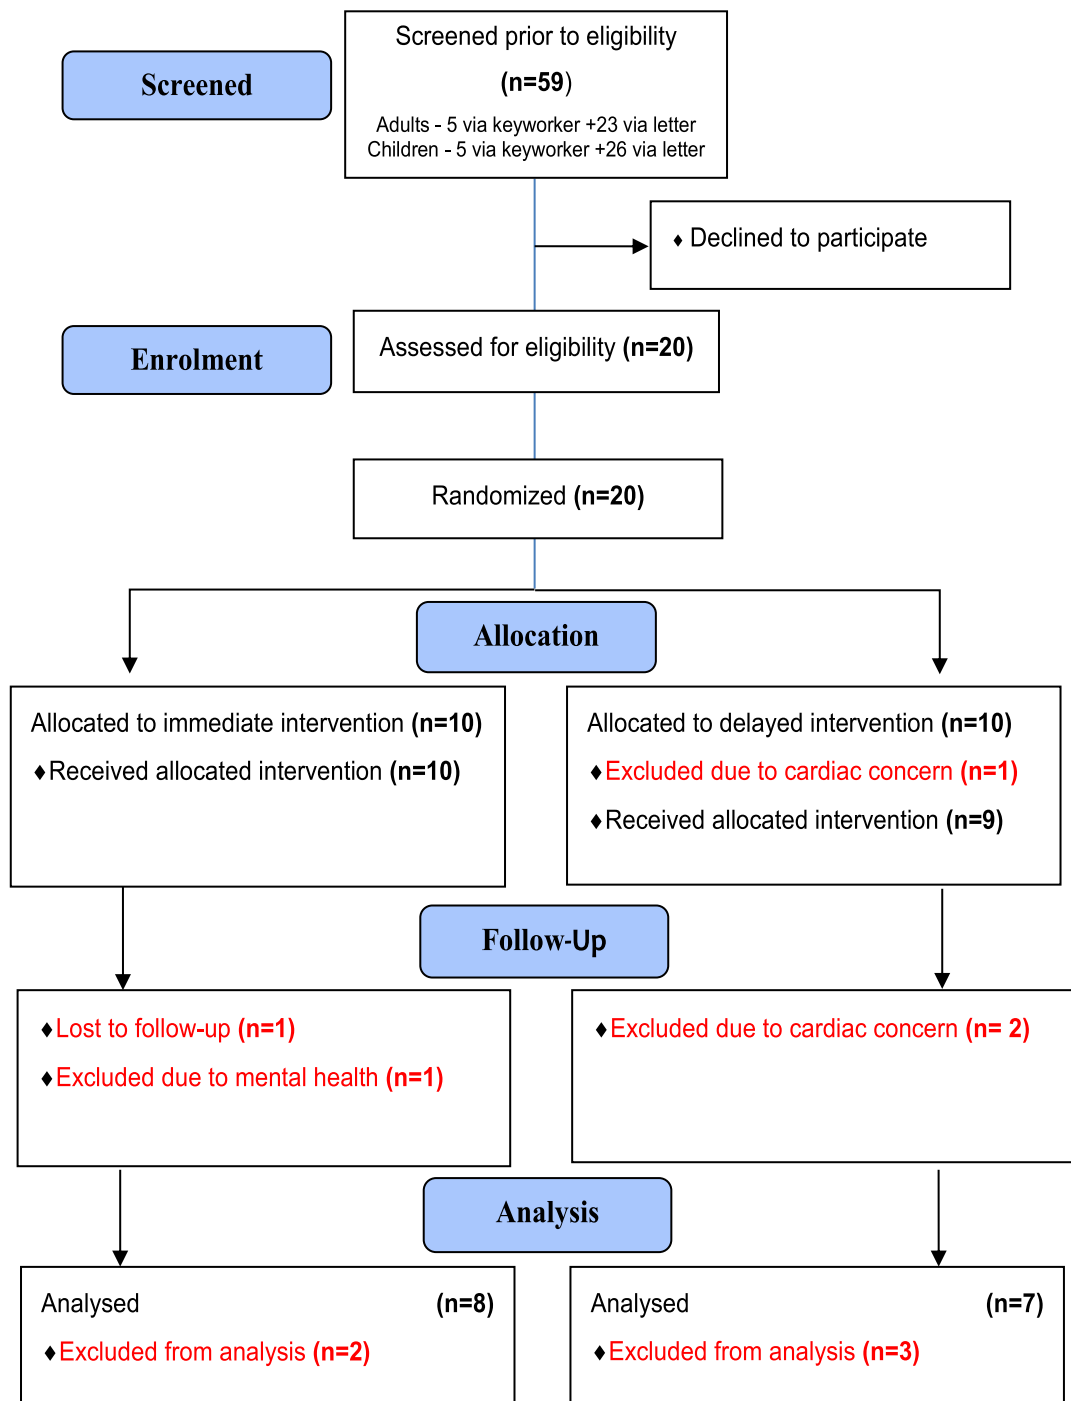 Screened
Screened prior to eligibility
(n=59)
Adults - 5 via keyworker +23 via letter
Children - 5 via keyworker +26 via letter
♦ Declined to participate
Enrolment
Assessed for eligibility (n=20)
Randomized (n=20)
Allocation
Allocated to immediate intervention (n=10)
♦Received allocated intervention (n=10)
Allocated to delayed intervention (n=10)
♦Excluded due to cardiac concern (n=1)
♦Received allocated intervention (n=9)
Follow-Up
♦Lost to follow-up (n=1)
♦Excluded due to mental health (n=1)
♦Excluded due to cardiac concern (n= 2)
Analysis
Analysed (n=8)
♦Excluded from analysis (n=2)
Analysed (n=7)
♦Excluded from analysis (n=3)